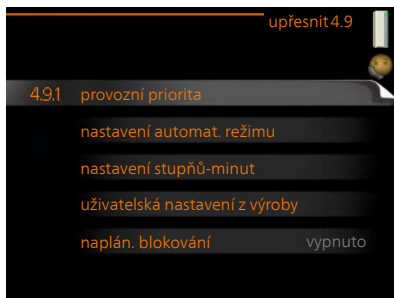 upřesnit 4.9
4.9.1 provozní priorita
nastavení automat. režimu
nastavení stupňů-minut
uživatelská nastavení z výroby
naplán. blokování vypnuto